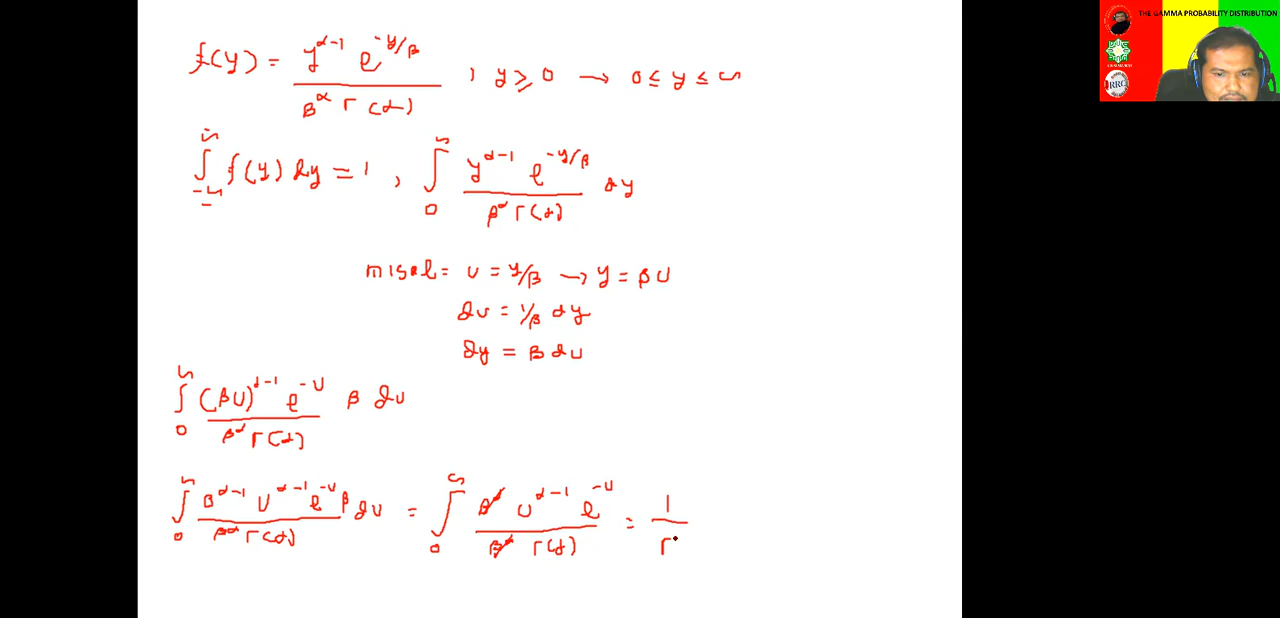 THE GAMMA PROBABILITY DISTRIBUTION
RRC
f(y) = y^(α-1) e^(-y/β) / β^α Γ(α) , y ≥ 0 → 0 ≤ y ≤ ∞
∫_{-∞}^{∞} f(y) dy = 1 , ∫_0^∞ y^(α-1) e^(-y/β) / β^α Γ(α) dy
misal = u = y/β → y = βu
du = 1/β dy
dy = β du
∫_0^∞ (βu)^(α-1) e^(-u) / β^α Γ(α) β du
∫_0^∞ β^(α-1) u^(α-1) e^(-u) β / β^α Γ(α) du = ∫_0^∞ β^α u^(α-1) e^(-u) / β^α Γ(α) = 1 / Γ